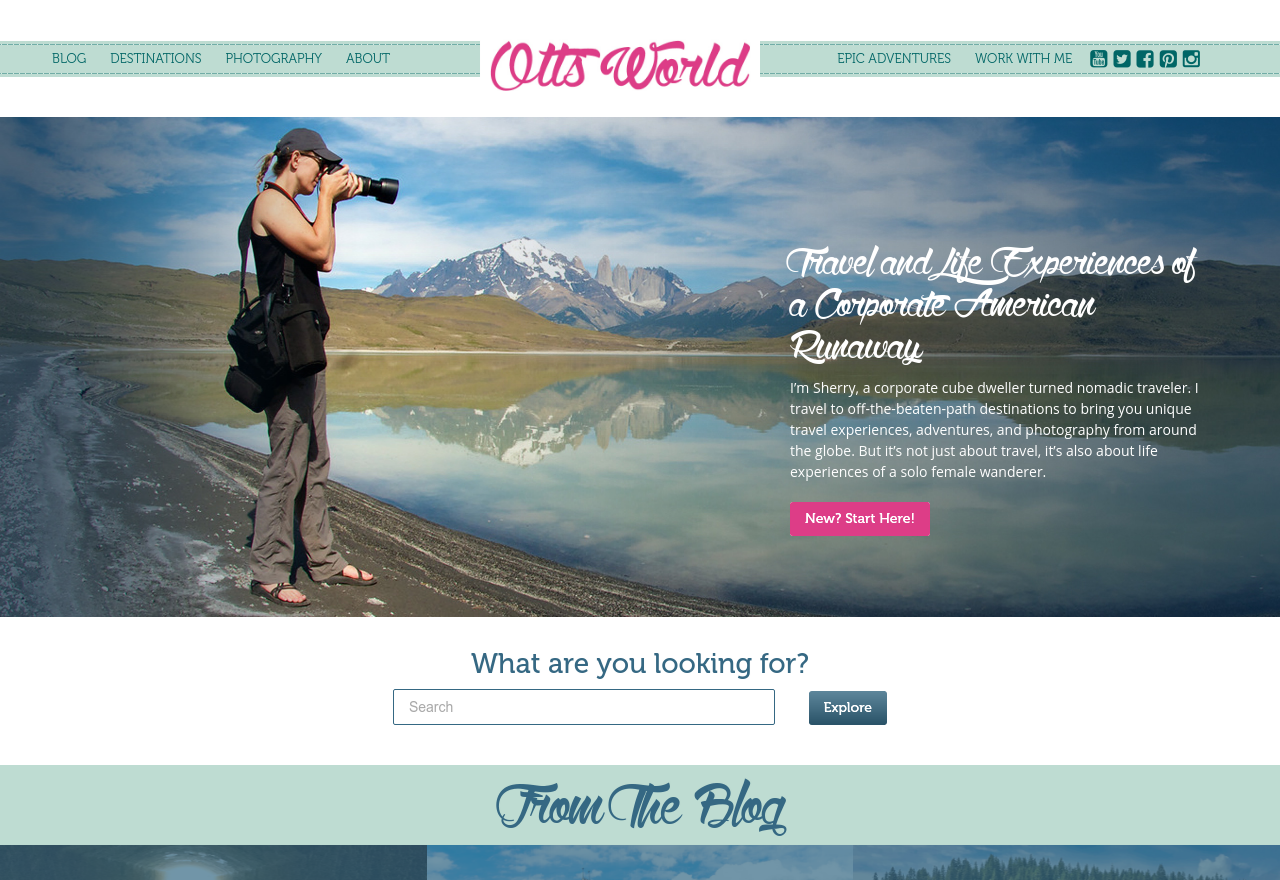 BLOG DESTINATIONS PHOTOGRAPHY ABOUT Otts World EPIC ADVENTURES WORK WITH ME You Tube
Travel and Life Experiences of
a Corporate American
Runaway
I'm Sherry, a corporate cube dweller turned nomadic traveler. I
travel to off-the-beaten-path destinations to bring you unique
travel experiences, adventures, and photography from around
the globe. But it's not just about travel, it's also about life
experiences of a solo female wanderer.
New? Start Here!
What are you looking for?
Search Explore
From The Blog